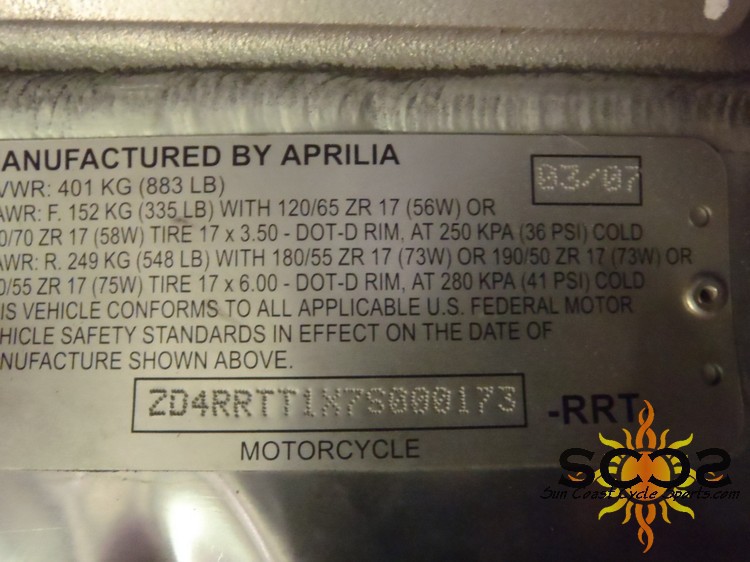 ANUFACTURED BY APRILIA
03/07
VWR: 401 KG (883 LB)
AWR: F. 152 KG (335 LB) WITH 120/65 ZR 17 (56W) OR
0/70 ZR 17 (58W) TIRE 17 x 3.50 - DOT-D RIM, AT 250 KPA (36 PSI) COLD
AWR: R. 249 KG (548 LB) WITH 180/55 ZR 17 (73W) OR 190/50 ZR 17 (73W) OR
0/55 ZR 17 (75W) TIRE 17 x 6.00 - DOT-D RIM, AT 280 KPA (41 PSI) COLD
IS VEHICLE CONFORMS TO ALL APPLICABLE U.S. FEDERAL MOTOR
HICLE SAFETY STANDARDS IN EFFECT ON THE DATE OF
NUFACTURE SHOWN ABOVE.
ZD4RRTT1X7S000173 -RRT
MOTORCYCLE
SCCS
Sun Coast Cycle Sports.com